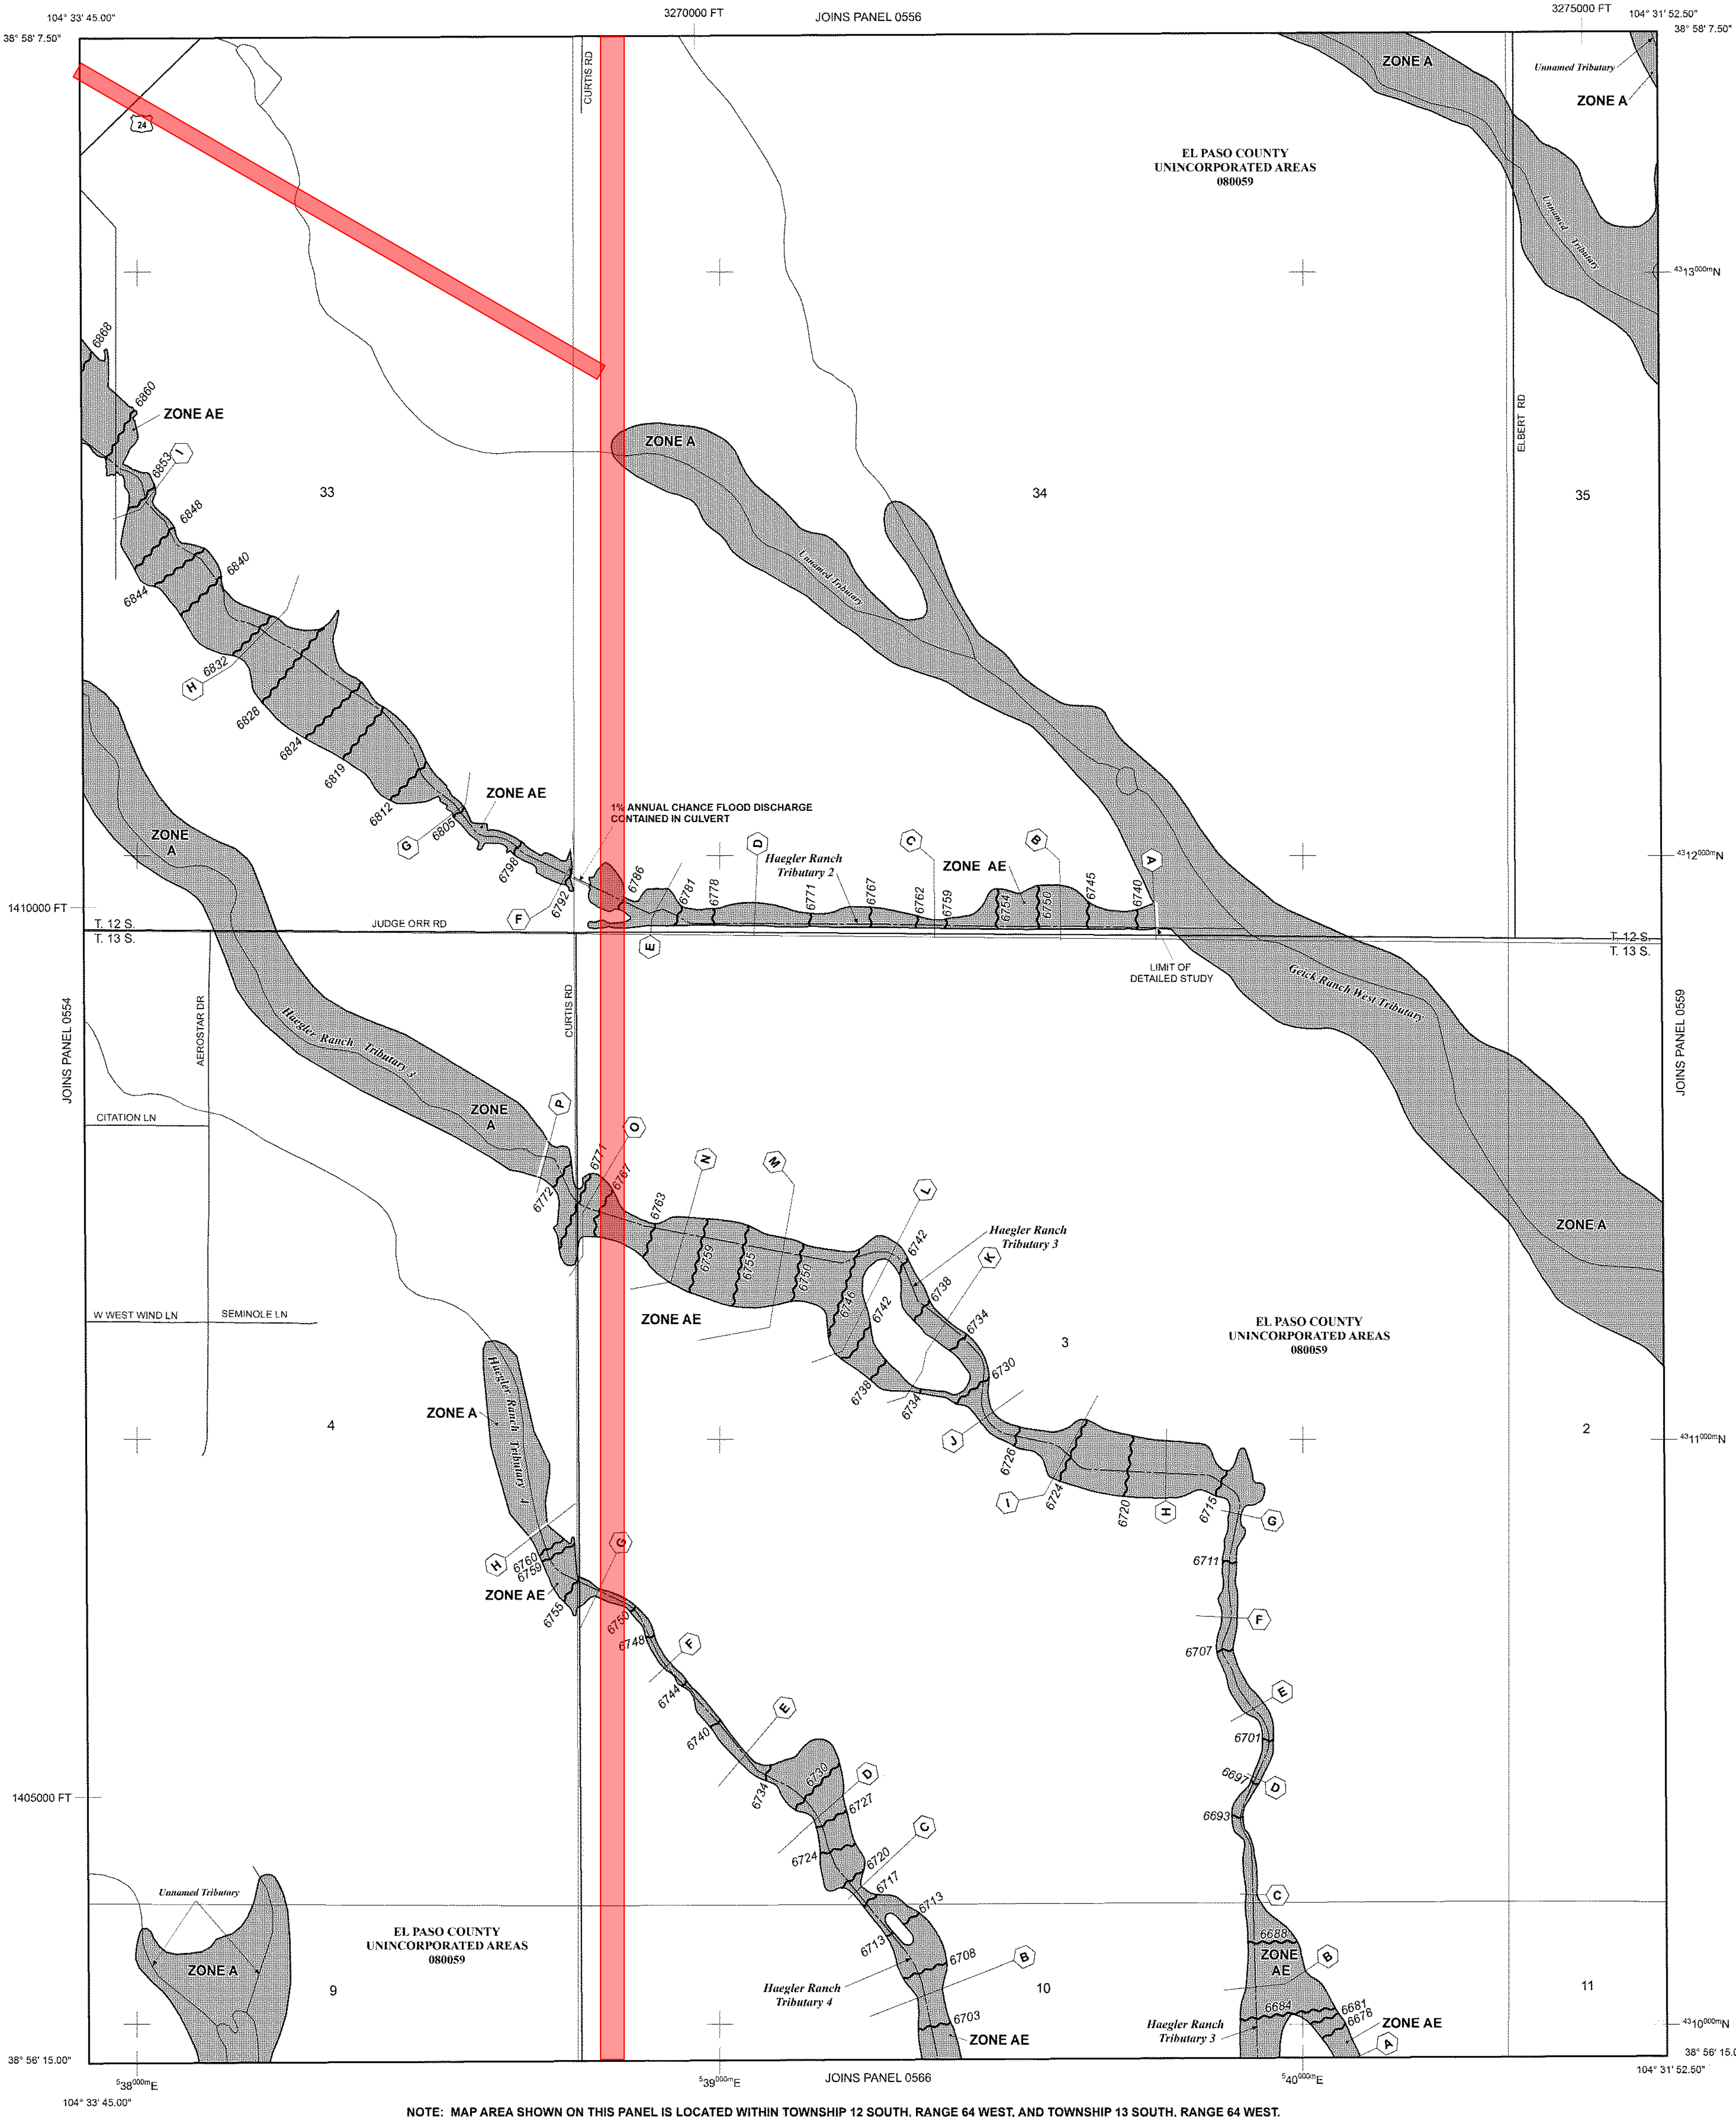 104° 33' 45.00"
3270000 FT
JOINS PANEL 0556
3275000 FT
104° 31' 52.50"
38° 58' 7.50"
38° 58' 7.50"
CURTIS RD
24
ZONE A
Unnamed Tributary
ZONE A
EL PASO COUNTY
UNINCORPORATED AREAS
080059
Unnamed Tributary
4313000m N
6868
6860
ZONE AE
ELBERT RD
6853
I
ZONE A
33
34
35
6848
6844
6840
Unnamed Tributary
6832
H
6828
6824
6819
6812
ZONE AE
G
6805
1% ANNUAL CHANCE FLOOD DISCHARGE
CONTAINED IN CULVERT
ZONE
A
6798
6792
F
6786
6781
6778
D
Haegler Ranch
Tributary 2
6771
6767
C
6762
6759
ZONE AE
B
6754
6750
6745
A
6740
4312000m N
1410000 FT
T. 12 S.
T. 13 S.
JUDGE ORR RD
E
T. 12 S.
T. 13 S.
LIMIT OF
DETAILED STUDY
Geick Ranch West Tributary
JOINS PANEL 0554
AEROSTAR DR
CURTIS RD
JOINS PANEL 0559
Haegler Ranch Tributary 3
CITATION LN
ZONE
A
P
O
6772
6771
6767
6763
N
M
L
6759
6755
6750
6746
6742
6742
Haegler Ranch
Tributary 3
K
6738
6734
ZONE A
W WEST WIND LN
SEMINOLE LN
ZONE AE
3
EL PASO COUNTY
UNINCORPORATED AREAS
080059
6738
6734
6730
Haegler Ranch Tributary 4
ZONE A
4
J
6726
2
4311000m N
I
6724
6720
H
6715
G
H
6760
6759
ZONE AE
6755
G
6750
6748
F
6744
6740
E
6711
F
6707
E
6701
6697
D
6693
1405000 FT
6734
6730
D
6727
6724
C
6720
6717
6713
6713
C
Unnamed Tributary
ZONE A
EL PASO COUNTY
UNINCORPORATED AREAS
080059
9
6708
B
Haegler Ranch
Tributary 4
10
6703
ZONE AE
6688
ZONE
AE
B
11
6684
6681
6678
Haegler Ranch
Tributary 3
ZONE AE
A
4310000m N
38° 56' 15.00"
38° 56' 15.0
104° 31' 52.50"
538000m E
539000m E
JOINS PANEL 0566
540000m E
104° 33' 45.00"
NOTE: MAP AREA SHOWN ON THIS PANEL IS LOCATED WITHIN TOWNSHIP 12 SOUTH, RANGE 64 WEST, AND TOWNSHIP 13 SOUTH, RANGE 64 WEST.